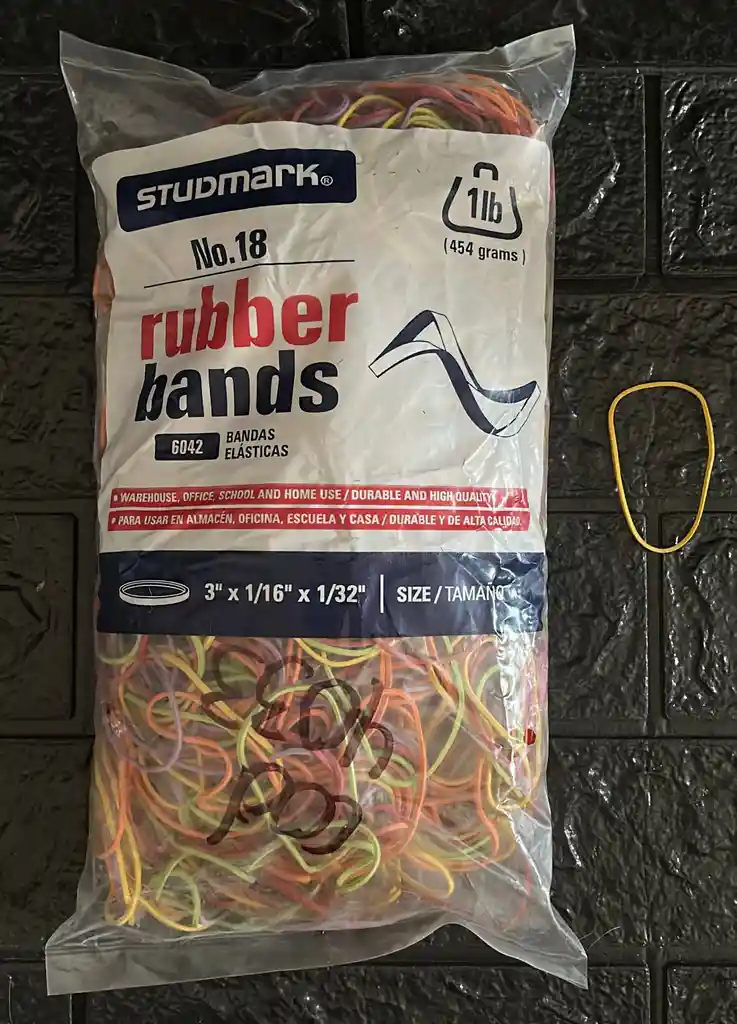 STUDMARK®
No.18
1lb
(454 grams)
rubber
bands
6042 BANDAS
ELÁSTICAS
• WAREHOUSE, OFFICE, SCHOOL AND HOME USE / DURABLE AND HIGH QUALITY
• PARA USAR EN ALMACÉN, OFICINA, ESCUELA Y CASA / DURABLE Y DE ALTA CALIDAD.
3" x 1/16" x 1/32" | SIZE / TAMAÑO